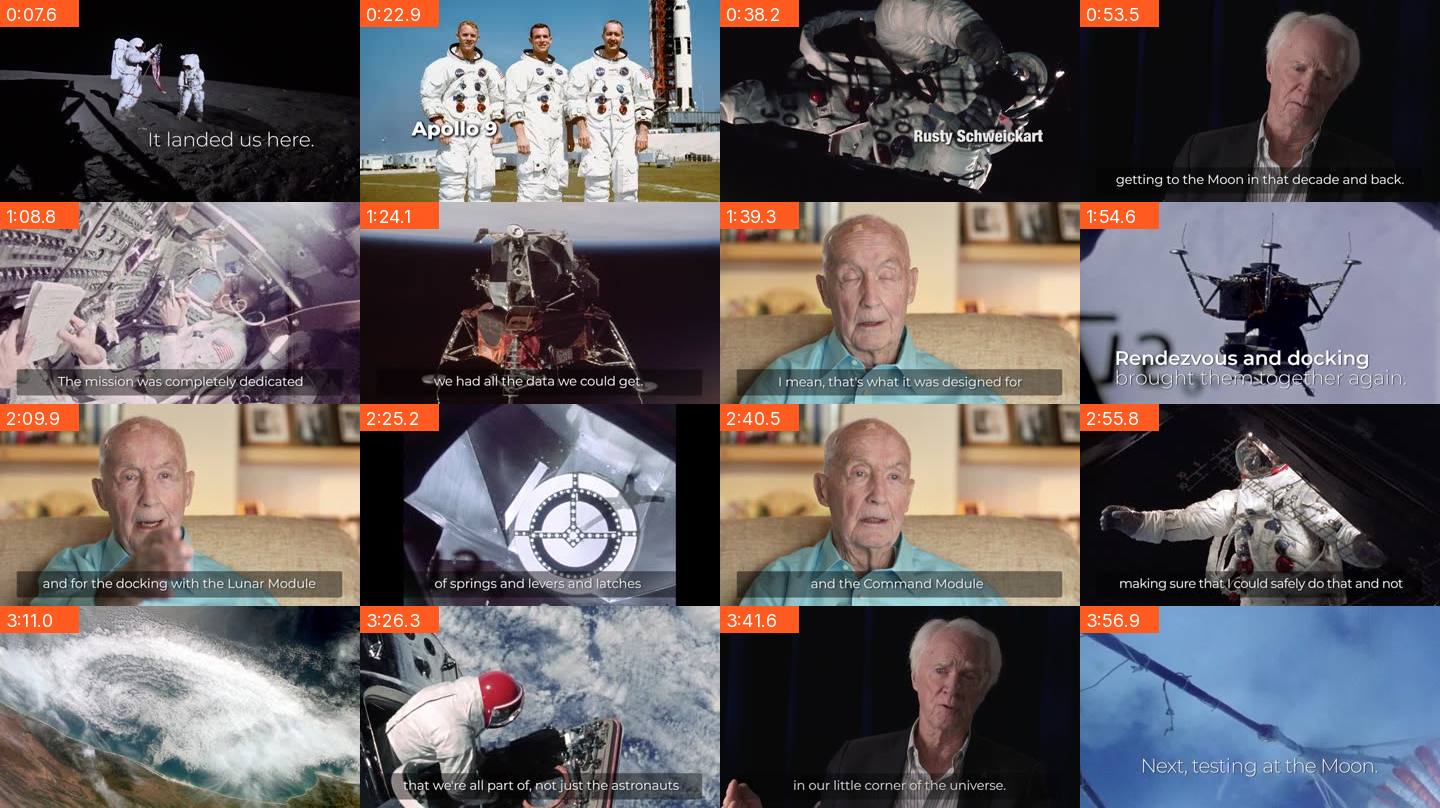 0:07.6
It landed us here.
0:22.9
Apollo 9
0:38.2
Rusty Schweickart
0:53.5
getting to the Moon in that decade and back.
1:08.8
The mission was completely dedicated
1:24.1
we had all the data we could get.
1:39.3
I mean, that's what it was designed for
1:54.6
Rendezvous and docking
brought them together again.
2:09.9
and for the docking with the Lunar Module
2:25.2
of springs and levers and latches
2:40.5
and the Command Module
2:55.8
making sure that I could safely do that and not
3:11.0
3:26.3
that we're all part of, not just the astronauts
3:41.6
in our little corner of the universe.
3:56.9
Next, testing at the Moon.